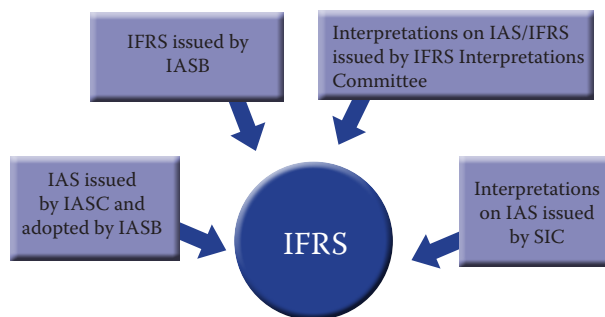 IFRS issued by
IASB
Interpretations on IAS/IFRS
issued by IFRS Interpretations
Committee
IAS issued
by IASC and
adopted by IASB
IFRS
Interpretations
on IAS issued
by SIC